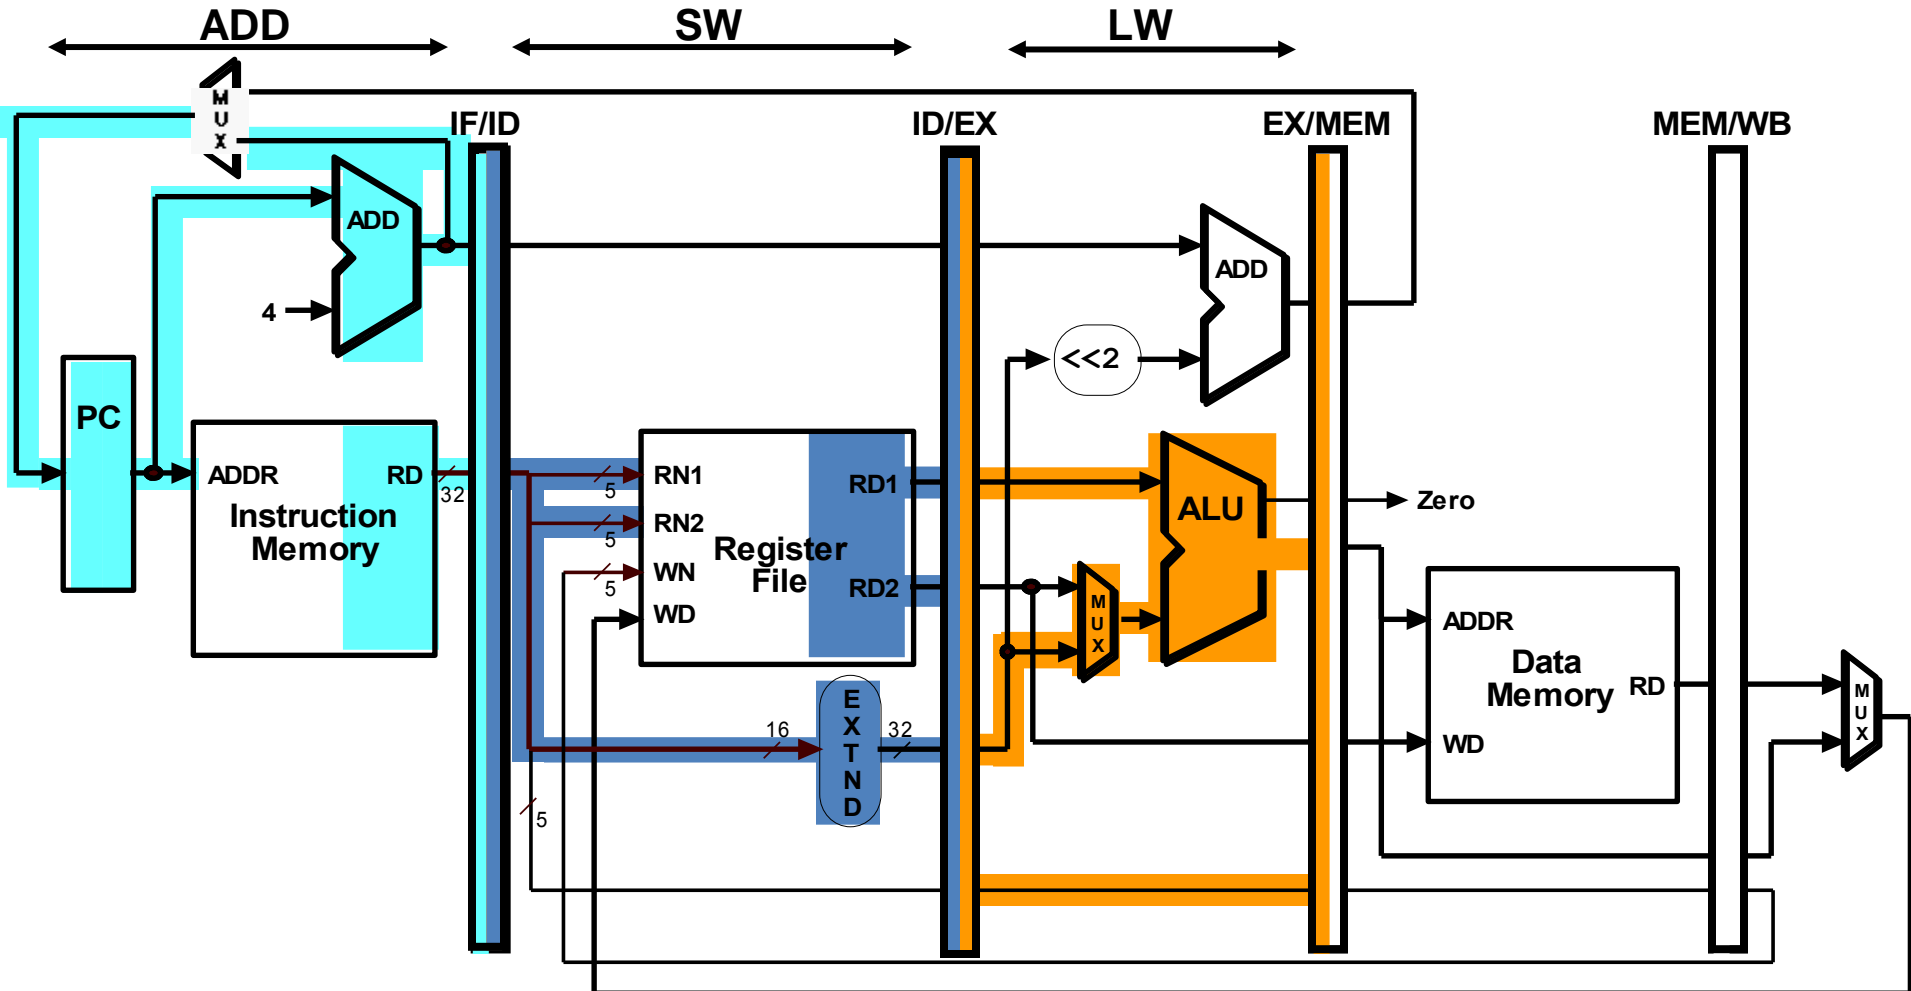 ADD
SW
LW
M
U
X
IF/ID
ID/EX
EX/MEM
MEM/WB
ADD
4
ADD
<<2
PC
ADDR
RD
32
Instruction
Memory
5
RN1
5
RN2
5
WN
WD
RD1
RD2
Register
File
ALU
Zero
M
U
X
ADDR
Data
Memory
RD
WD
M
U
X
16
E
X
T
N
D
32
5